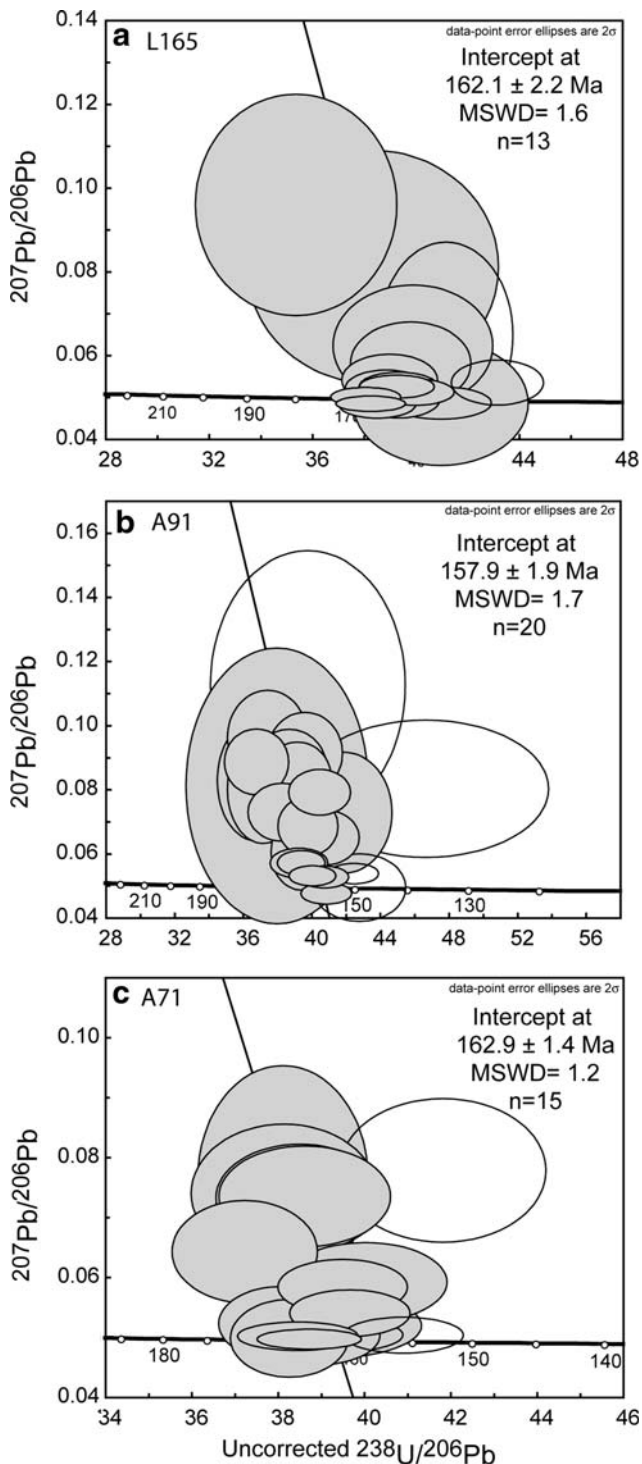 0.14
a L165
data-point error ellipses are 2σ
Intercept at
162.1 ± 2.2 Ma
MSWD= 1.6
n=13
0.12
0.10
207Pb/206Pb
0.08
0.06
210
190
0.04
28 32 36 40 44 48
b A91
data-point error ellipses are 2σ
Intercept at
157.9 ± 1.9 Ma
MSWD= 1.7
n=20
0.16
0.14
0.12
0.10
207Pb/206Pb
0.08
0.06
210 190 150 130
0.04
28 32 36 40 44 48 52 56
c A71
data-point error ellipses are 2σ
Intercept at
162.9 ± 1.4 Ma
MSWD= 1.2
n=15
0.10
0.08
207Pb/206Pb
0.06
180 150 140
0.04
34 36 38 40 42 44 46
Uncorrected 238U/206Pb